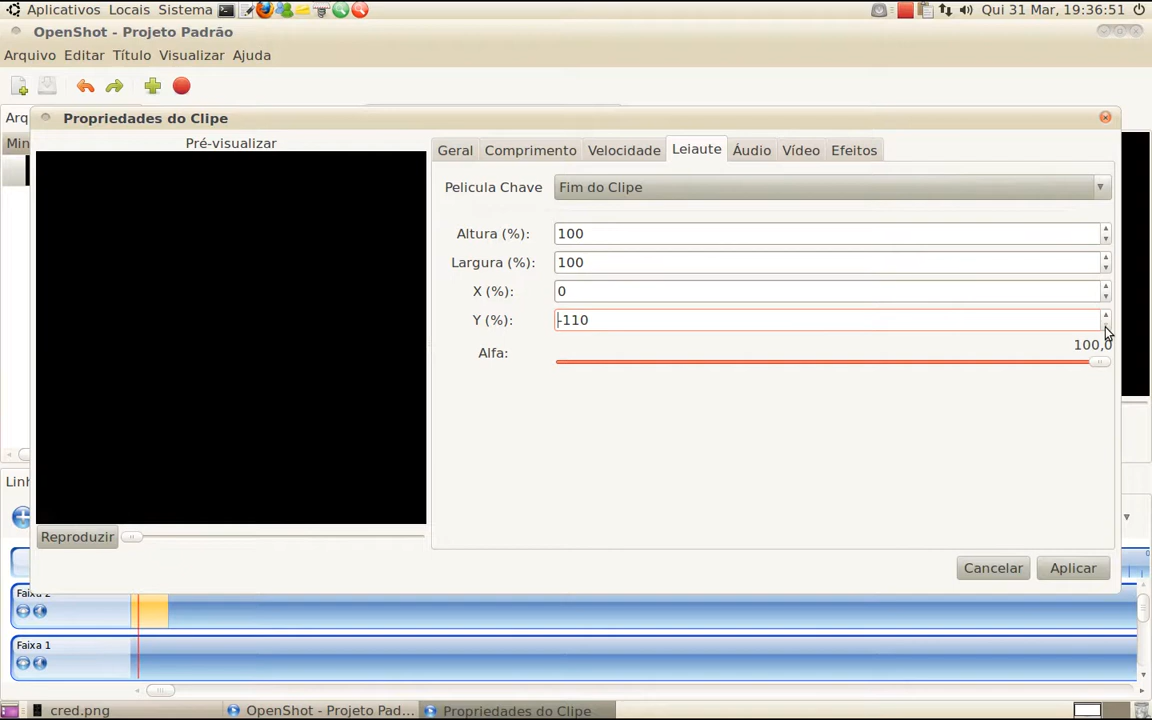 Aplicativos Locais Sistema Qui 31 Mar, 19:36:51
OpenShot - Projeto Padrão
Arquivo Editar Título Visualizar Ajuda
Arq
Propriedades do Clipe
Min
Pré-visualizar
Geral Comprimento Velocidade Leiaute Áudio Vídeo Efeitos
Pelicula Chave Fim do Clipe
Altura (%): 100
Largura (%): 100
X (%): 0
Y (%): -110
Alfa: 100,0
Linh
Reproduzir
Cancelar Aplicar
Faixa 2
Faixa 1
cred.png OpenShot - Projeto Pad... Propriedades do Clipe